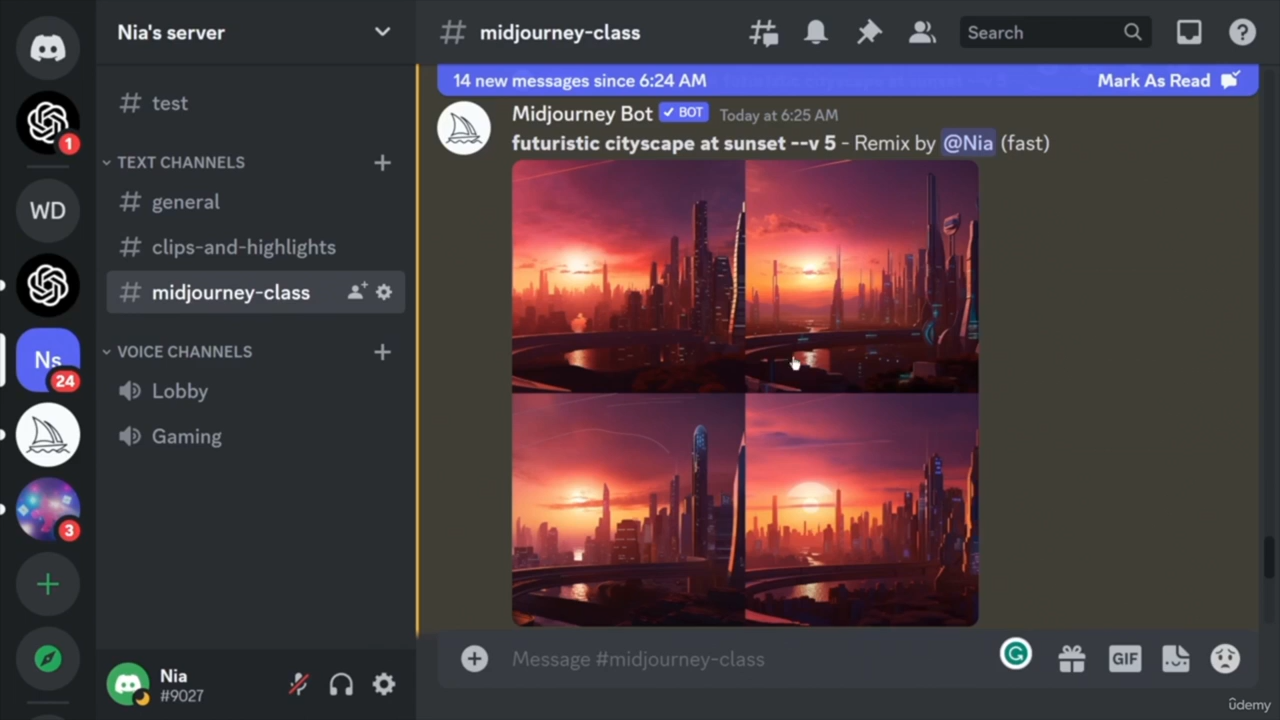 Nia's server
# midjourney-class
Search
14 new messages since 6:24 AM
Mark As Read
# test
TEXT CHANNELS
# general
# clips-and-highlights
# midjourney-class
VOICE CHANNELS
Lobby
Gaming
1
WD
Ns
24
3
Midjourney Bot BOT Today at 6:25 AM
futuristic cityscape at sunset --v 5 - Remix by @Nia (fast)
Message #midjourney-class
GIF
Nia
#9027
ûdemy